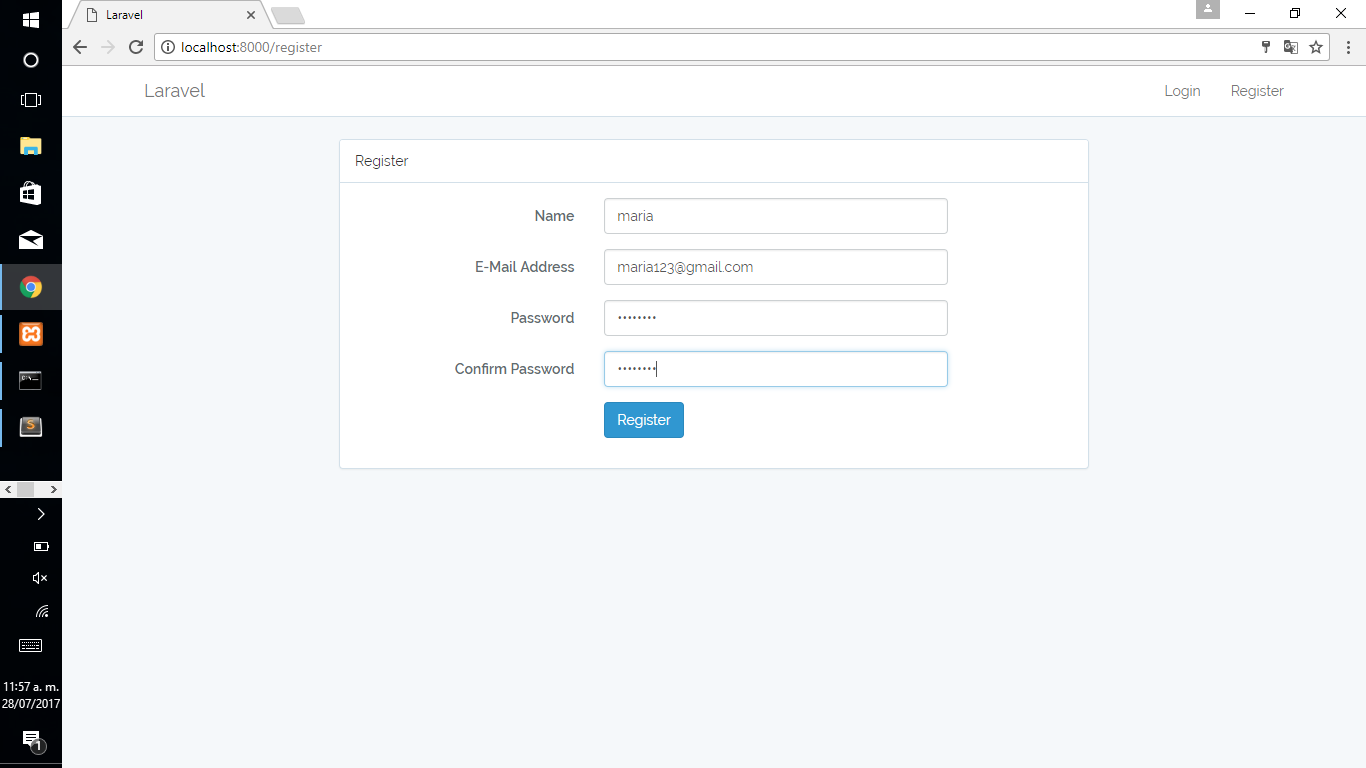 Laravel
localhost:8000/register
Laravel
Login
Register
Register
Name
maria
E-Mail Address
maria123@gmail.com
Password
••••••••
Confirm Password
••••••••
Register
11:57 a. m.
28/07/2017
1